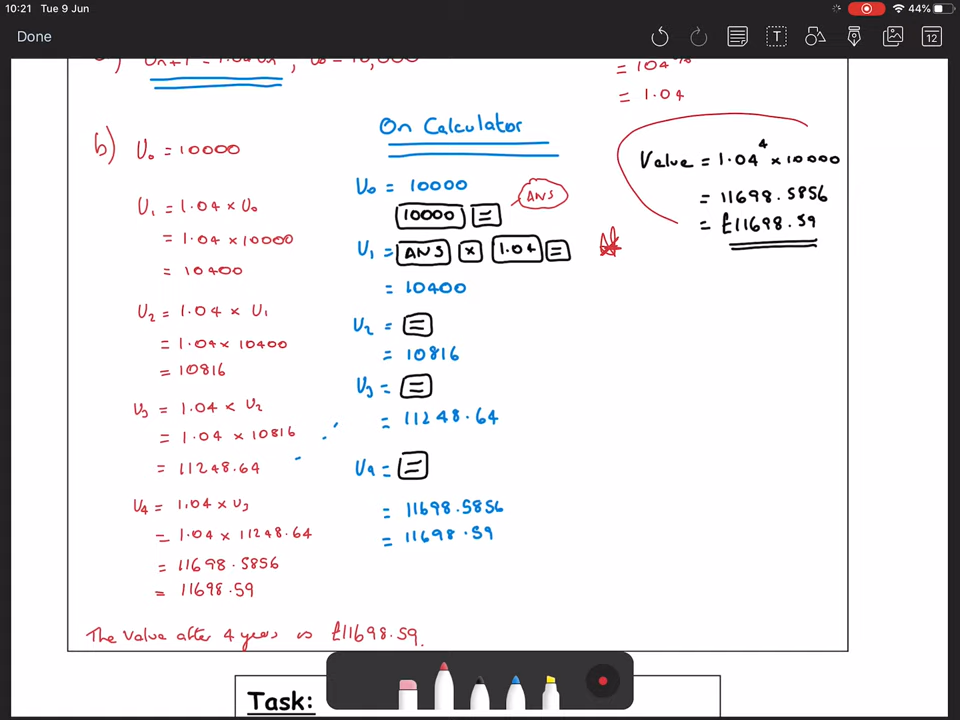 10:21 Tue 9 Jun
44%
Done
T
12
= 104%
= 1.04
b) U₀ = 10000
U₁ = 1.04 × U₀
= 1.04 × 10000
= 10400
U₂ = 1.04 × U₁
= 1.04 × 10400
= 10816
U₃ = 1.04 × U₂
= 1.04 × 10816
= 11248.64
U₄ = 1.04 × U₃
= 1.04 × 11248.64
= 11698.5856
= 11698.59
The value after 4 years is £11698.59.
On Calculator
U₀ = 10000
10000 =
ANS
U₁ = ANS × 1.04 =
= 10400
U₂ = =
= 10816
U₃ = =
= 11248.64
U₄ = =
= 11698.5856
= 11698.59
Value = 1.04⁴ × 10000
= 11698.5856
= £11698.59
Task: